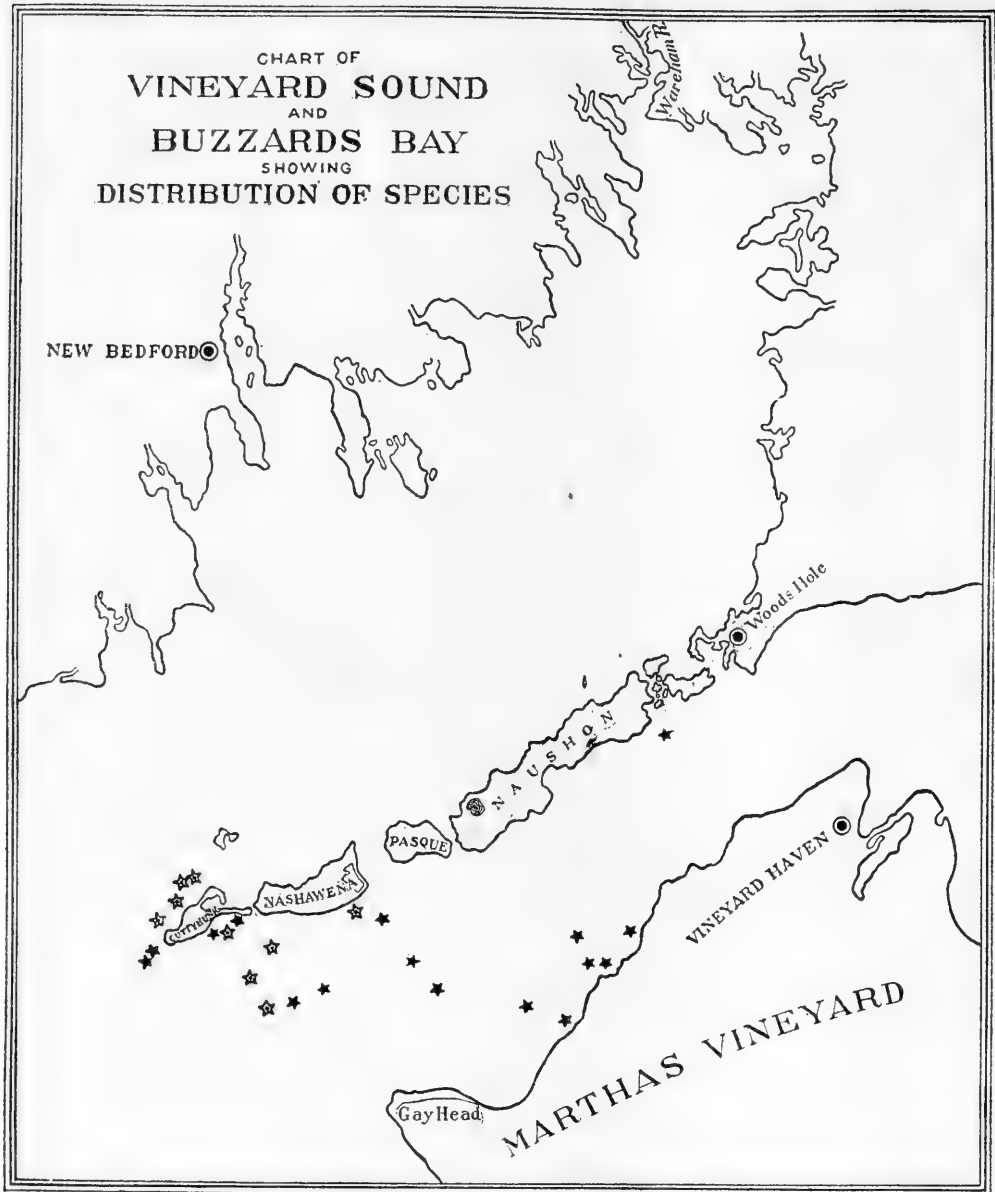 CHART OF
VINEYARD SOUND
AND
BUZZARDS BAY
SHOWING
DISTRIBUTION OF SPECIES
Wareham R.
NEW BEDFORD
Woods Hole
NAUSHON
PASQUE
NASHAWENA
CUTTYHUNK
VINEYARD HAVEN
MARTHAS VINEYARD
Gay Head